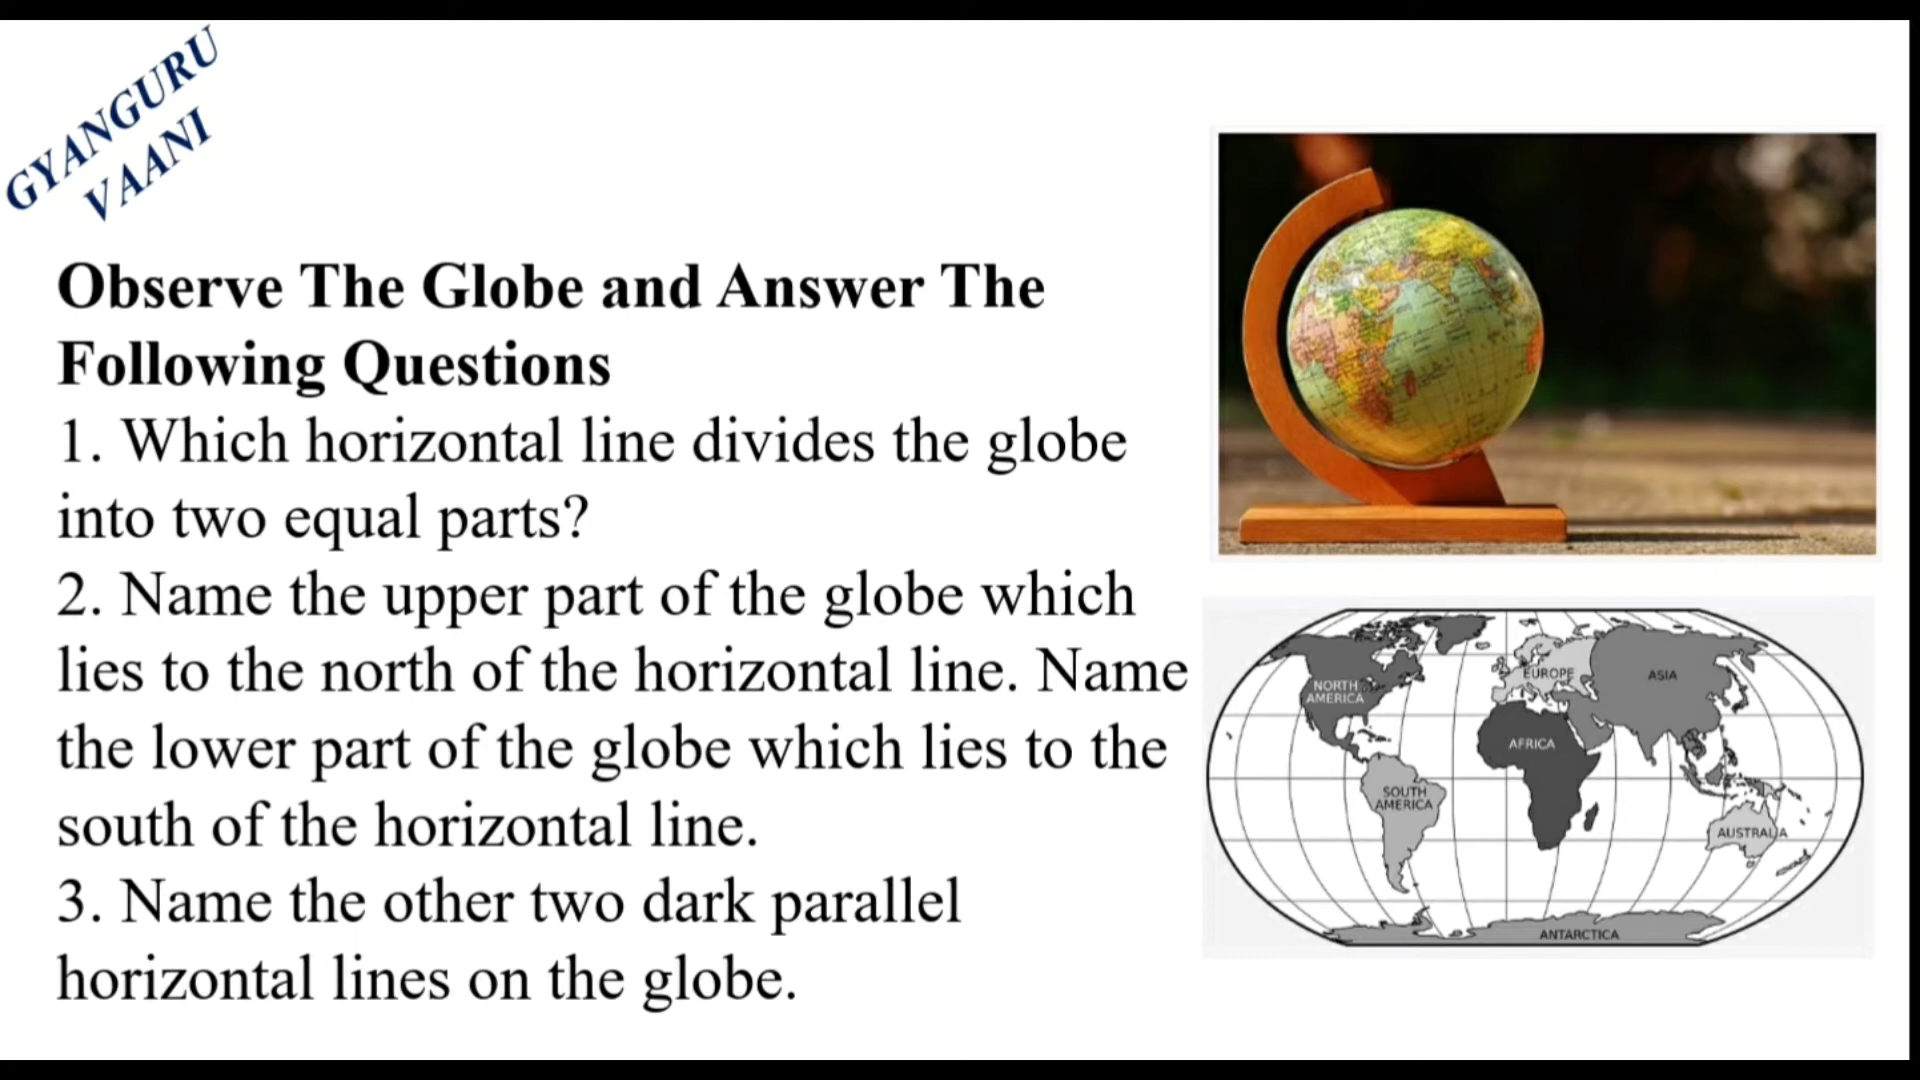 GYANGURU
VAANI
Observe The Globe and Answer The
Following Questions
1. Which horizontal line divides the globe
into two equal parts?
2. Name the upper part of the globe which
lies to the north of the horizontal line. Name
the lower part of the globe which lies to the
south of the horizontal line.
3. Name the other two dark parallel
horizontal lines on the globe.
NORTH
AMERICA
EUROPE
ASIA
AFRICA
SOUTH
AMERICA
AUSTRALIA
ANTARCTICA